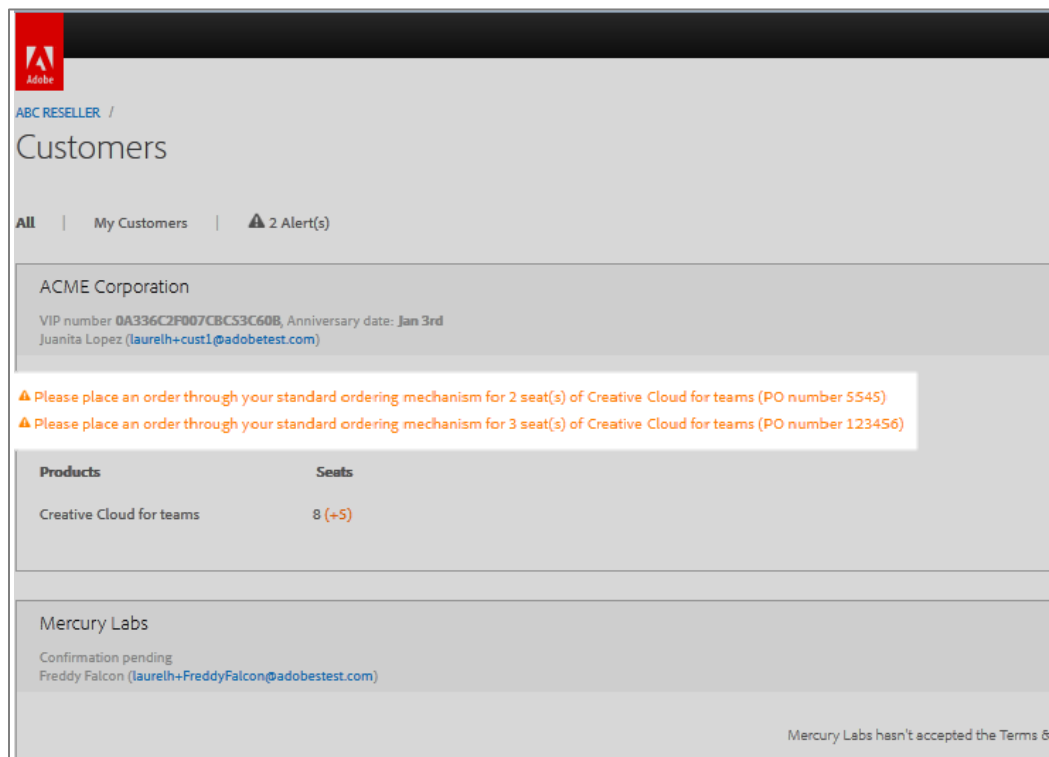 Adobe
ABC RESELLER /
Customers
All | My Customers | 2 Alert(s)
ACME Corporation
VIP number 0A336C2F007CBC53C60B, Anniversary date: Jan 3rd
Juanita Lopez (laurelh+cust1@adobetest.com)
Please place an order through your standard ordering mechanism for 2 seat(s) of Creative Cloud for teams (PO number 5545)
Please place an order through your standard ordering mechanism for 3 seat(s) of Creative Cloud for teams (PO number 123456)
Products Seats
Creative Cloud for teams 8 (+5)
Mercury Labs
Confirmation pending
Freddy Falcon (laurelh+FreddyFalcon@adobestest.com)
Mercury Labs hasn't accepted the Terms &